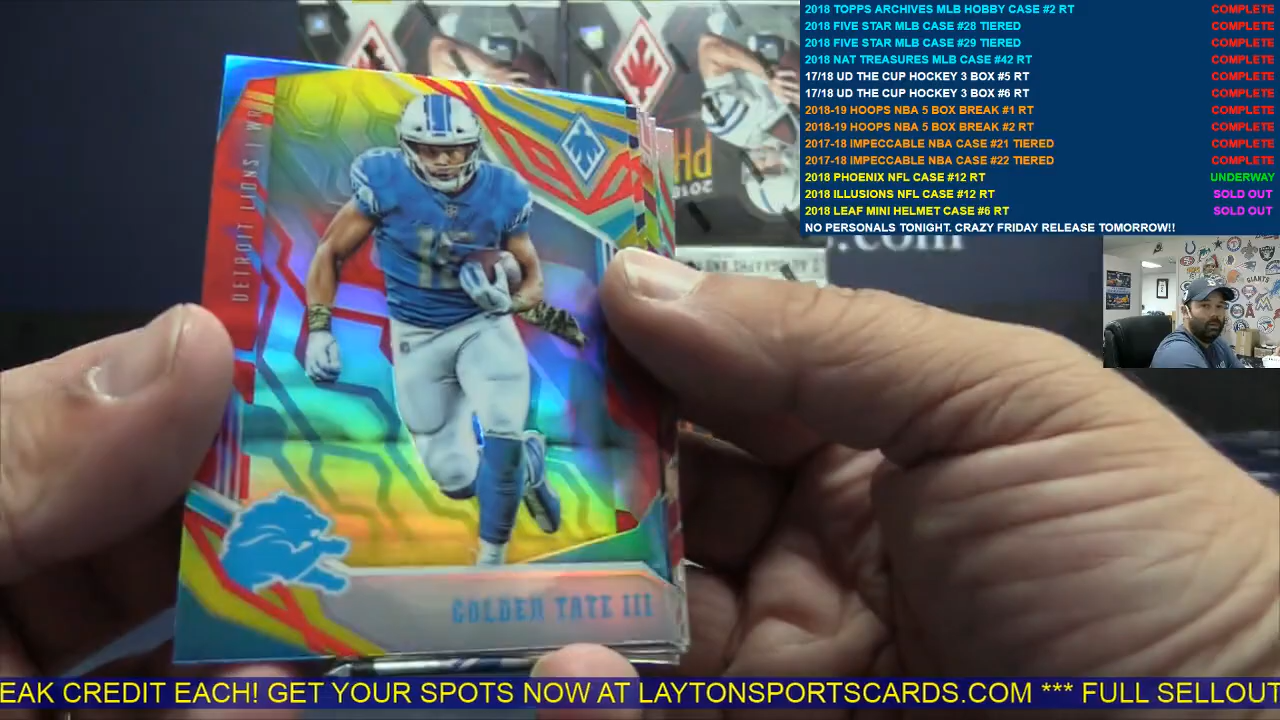 2018 TOPPS ARCHIVES MLB HOBBY CASE #2 RT COMPLETE
2018 FIVE STAR MLB CASE #28 TIERED COMPLETE
2018 FIVE STAR MLB CASE #29 TIERED COMPLETE
2018 NAT TREASURES MLB CASE #42 RT COMPLETE
17/18 UD THE CUP HOCKEY 3 BOX #5 RT COMPLETE
17/18 UD THE CUP HOCKEY 3 BOX #6 RT COMPLETE
2018-19 HOOPS NBA 5 BOX BREAK #1 RT COMPLETE
2018-19 HOOPS NBA 5 BOX BREAK #2 RT COMPLETE
2017-18 IMPECCABLE NBA CASE #21 TIERED COMPLETE
2017-18 IMPECCABLE NBA CASE #22 TIERED COMPLETE
2018 PHOENIX NFL CASE #12 RT UNDERWAY
2018 ILLUSIONS NFL CASE #12 RT SOLD OUT
2018 LEAF MINI HELMET CASE #6 RT SOLD OUT
NO PERSONALS TONIGHT. CRAZY FRIDAY RELEASE TOMORROW!!
DETROIT LIONS | WR
15
.com
GIANTS
GOLDEN TATE III
EAK CREDIT EACH! GET YOUR SPOTS NOW AT LAYTONSPORTSCARDS.COM *** FULL SELLOUT